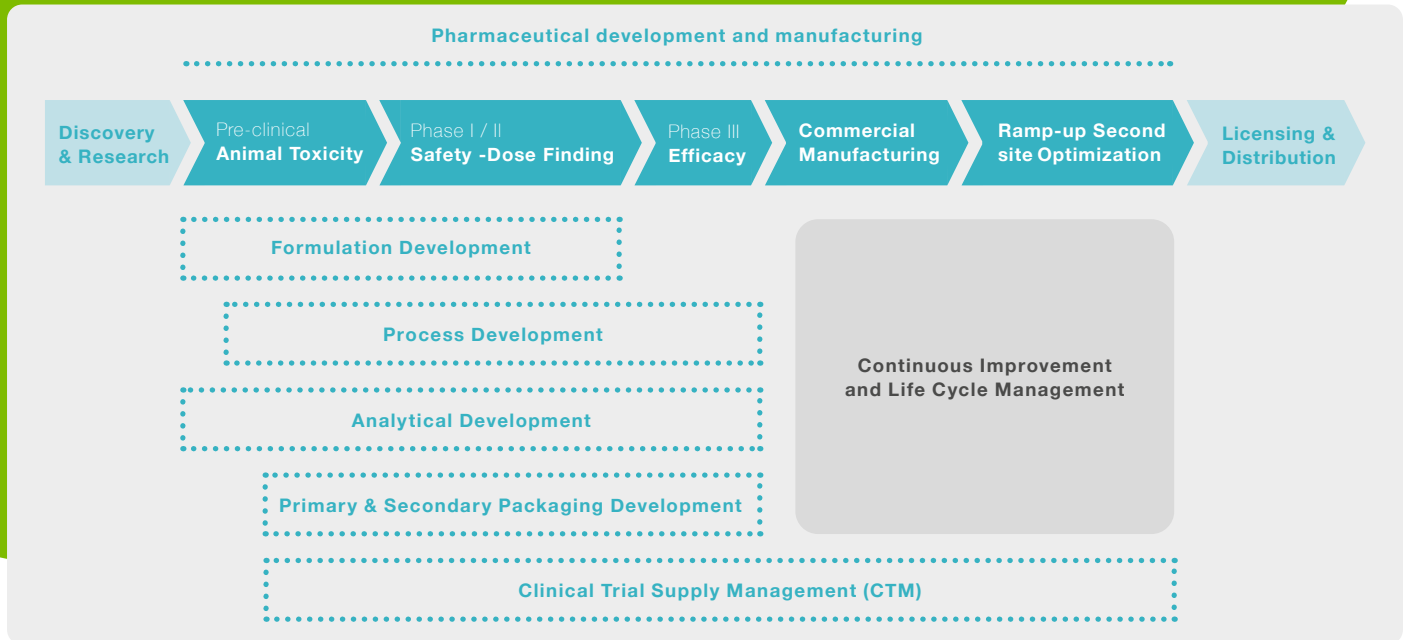 Pharmaceutical development and manufacturing
Discovery
& Research
Pre-clinical
Animal Toxicity
Phase I / II
Safety -Dose Finding
Phase III
Efficacy
Commercial
Manufacturing
Ramp-up Second
site Optimization
Licensing &
Distribution
Formulation Development
Process Development
Analytical Development
Primary & Secondary Packaging Development
Continuous Improvement
and Life Cycle Management
Clinical Trial Supply Management (CTM)